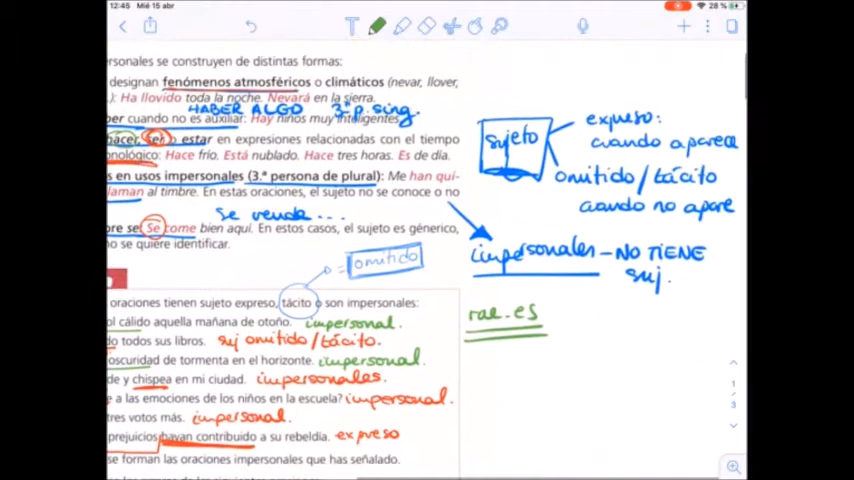 12:45 Mié 15 abr
28 %
ersonales se construyen de distintas formas:
designan fenómenos atmosféricos o climáticos (nevar, llover,
.): Ha llovido toda la noche. Nevará en la sierra.
HABER ALGO 3.ª p. sing.
ber cuando no es auxiliar: Hay niños muy inteligentes.
hacer, ser o estar en expresiones relacionadas con el tiempo
onológico: Hace frío. Está nublado. Hace tres horas. Es de día.
s en usos impersonales (3.ª persona de plural): Me han qui-
llaman al timbre. En estas oraciones, el sujeto no se conoce o no
se vende...
bre se: Se come bien aquí. En estos casos, el sujeto es genérico,
no se quiere identificar.
= omitido
oraciones tienen sujeto expreso, tácito o son impersonales:
ol cálido aquella mañana de otoño. impersonal.
do todos sus libros. suj omitido/tácito.
oscuridad de tormenta en el horizonte. impersonal.
de y chispea en mi ciudad. impersonales.
e a las emociones de los niños en la escuela? impersonal.
tres votos más. impersonal.
prejuicios hayan contribuido a su rebeldía. expreso
se forman las oraciones impersonales que has señalado.
sujeto
expreso:
cuando aparece
omitido/tácito
cuando no apare
impersonales - NO TIENE
suj.
rae.es
1
3